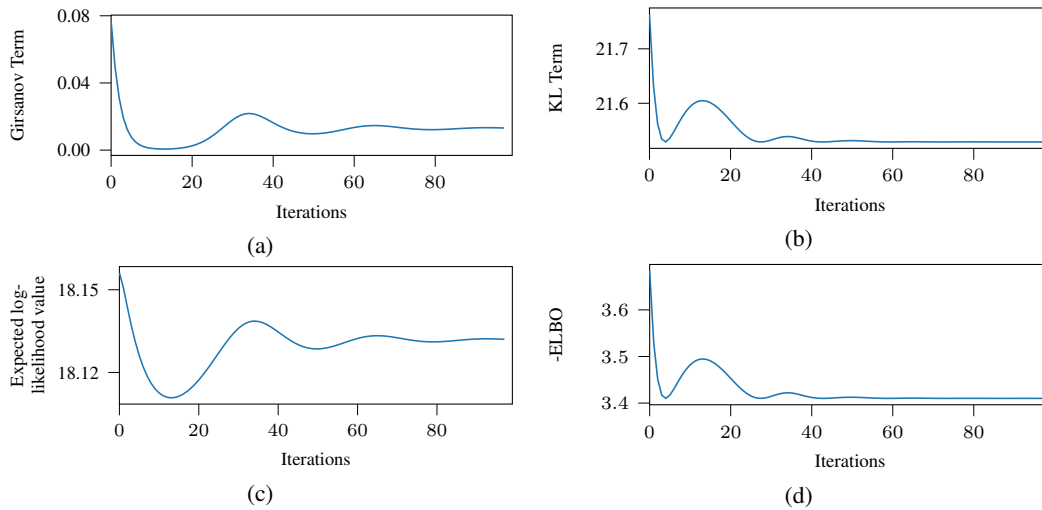 0.08
0.04
0.00
Girsanov Term
0 20 40 60 80
Iterations
(a)
21.7
21.6
KL Term
0 20 40 60 80
Iterations
(b)
18.15
18.12
Expected log-
likelihood value
0 20 40 60 80
Iterations
(c)
3.6
3.5
3.4
-ELBO
0 20 40 60 80
Iterations
(d)